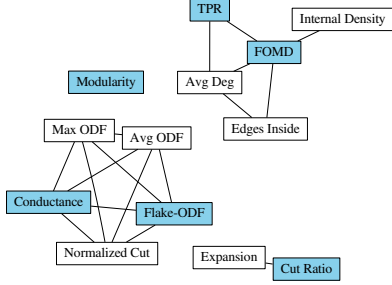 TPR
Internal Density
FOMD
Modularity
Avg Deg
Max ODF
Avg ODF
Edges Inside
Conductance
Flake-ODF
Normalized Cut
Expansion
Cut Ratio